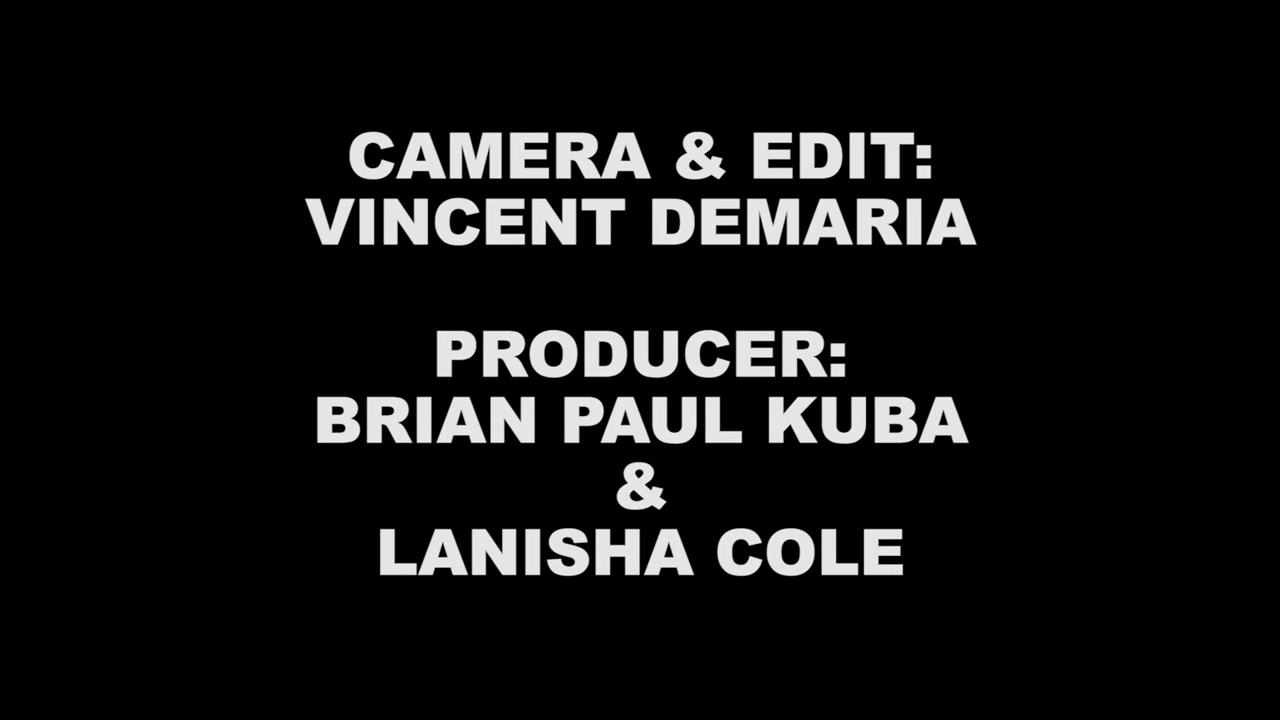 CAMERA & EDIT:
VINCENT DEMARIA
PRODUCER:
BRIAN PAUL KUBA
&
LANISHA COLE